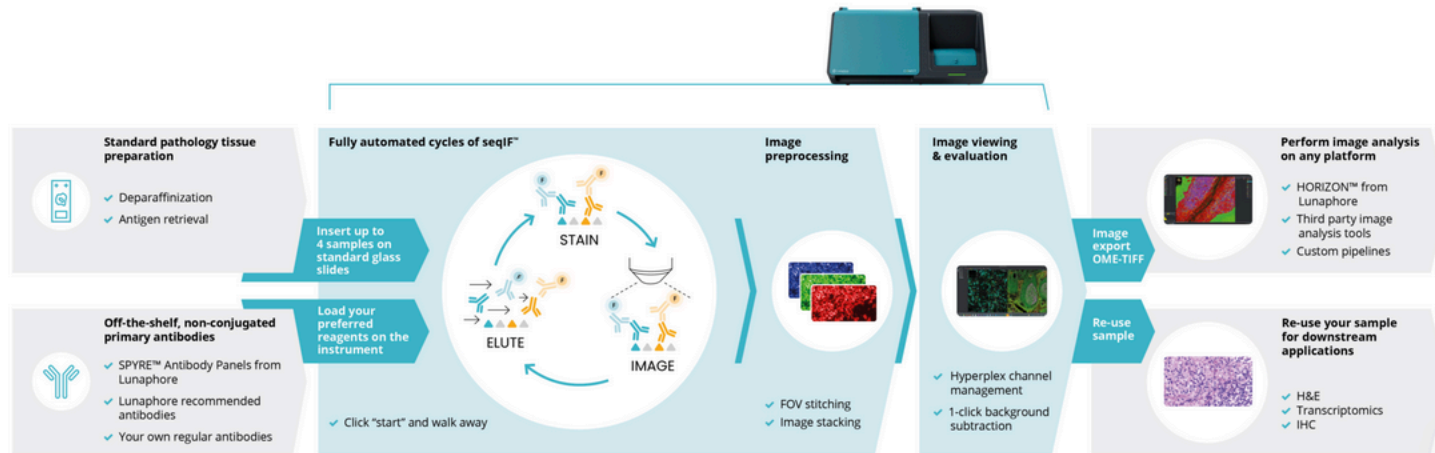 Standard pathology tissue
preparation
Deparaffinization
Antigen retrieval
Off-the-shelf, non-conjugated
primary antibodies
SPYRE™ Antibody Panels from
Lunaphore
Lunaphore recommended
antibodies
Your own regular antibodies
Insert up to
4 samples on
standard glass
slides
Load your
preferred
reagents on the
instrument
Fully automated cycles of seqIF™
F
F
STAIN
F
F
IMAGE
F
F
ELUTE
Click "start" and walk away
Image
preprocessing
FOV stitching
Image stacking
Image viewing
& evaluation
Hyperplex channel
management
1-click background
subtraction
Image
export
OME-TIFF
Re-use
sample
Perform image analysis
on any platform
HORIZON™ from
Lunaphore
Third party image
analysis tools
Custom pipelines
Re-use your sample
for downstream
applications
H&E
Transcriptomics
IHC